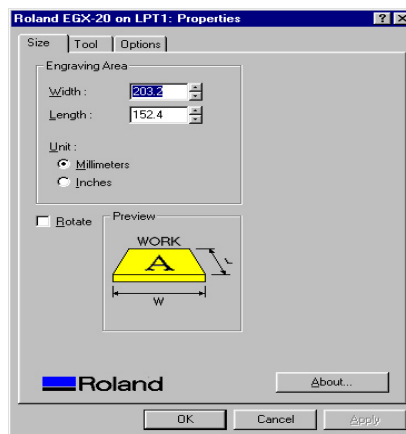 Roland EGX-20 on LPT1: Properties
Size Tool Options
Engraving Area
Width : 203.2
Length : 152.4
Unit :
Millimeters
Inches
Rotate
Preview
WORK
A
L
W
Roland
About...
OK Cancel Apply